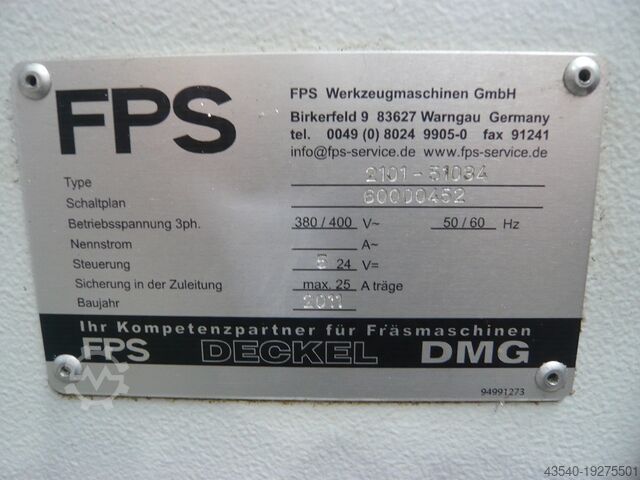 FPS
FPS Werkzeugmaschinen GmbH
Birkerfeld 9 83627 Warngau Germany
tel. 0049 (0) 8024 9905-0 fax 91241
info@fps-service.de www.fps-service.de
Type 2101-51084
Schaltplan 60000452
Betriebsspannung 3ph. 380 / 400 V~ 50 / 60 Hz
Nennstrom A~
Steuerung 5 24 V=
Sicherung in der Zuleitung max. 25 A träge
Baujahr 2011
Ihr Kompetenzpartner für Fräsmaschinen
FPS DECKEL DMG
94991273
43540-19275501